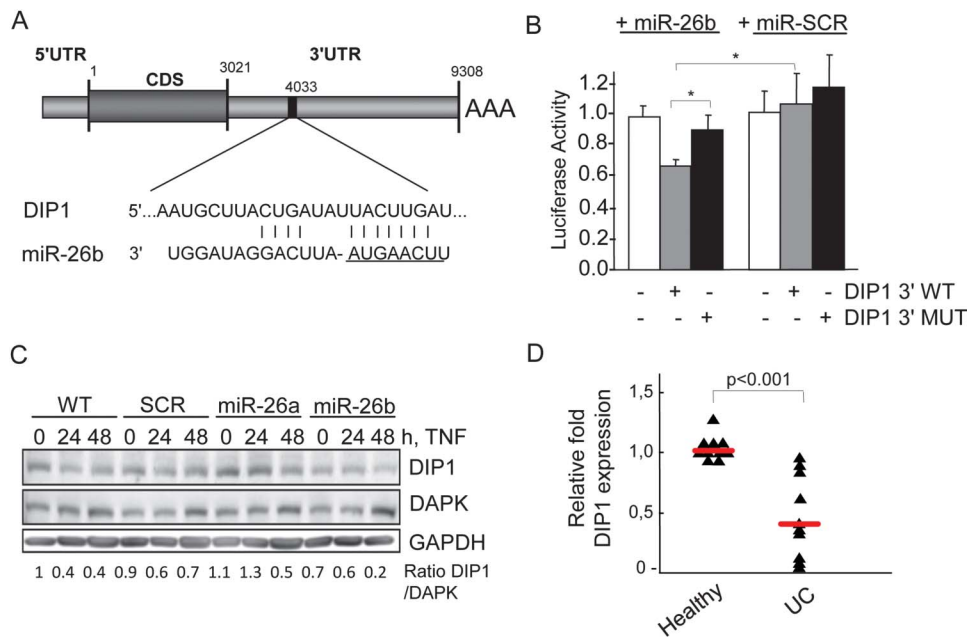 A
5'UTR
3'UTR
1
CDS
3021
4033
9308
AAA
DIP1 5'...AAUGCUUACUGAUAUUACUUGAU...
miR-26b 3' UGGAUAGGACUUA- AUGAACUU
B
+ miR-26b + miR-SCR
Luciferase Activity
1.2
1.0
0.8
0.6
0.4
0.2
0.0
*
*
- + - - + - DIP1 3' WT
- - + - - + DIP1 3' MUT
C
WT SCR miR-26a miR-26b
0 24 48 0 24 48 0 24 48 0 24 48 h, TNF
DIP1
DAPK
GAPDH
1 0.4 0.4 0.9 0.6 0.7 1.1 1.3 0.5 0.7 0.6 0.2 Ratio DIP1
/DAPK
D
p<0.001
Relative fold
DIP1 expression
1,5
1,0
0,5
0 -
Healthy
UC